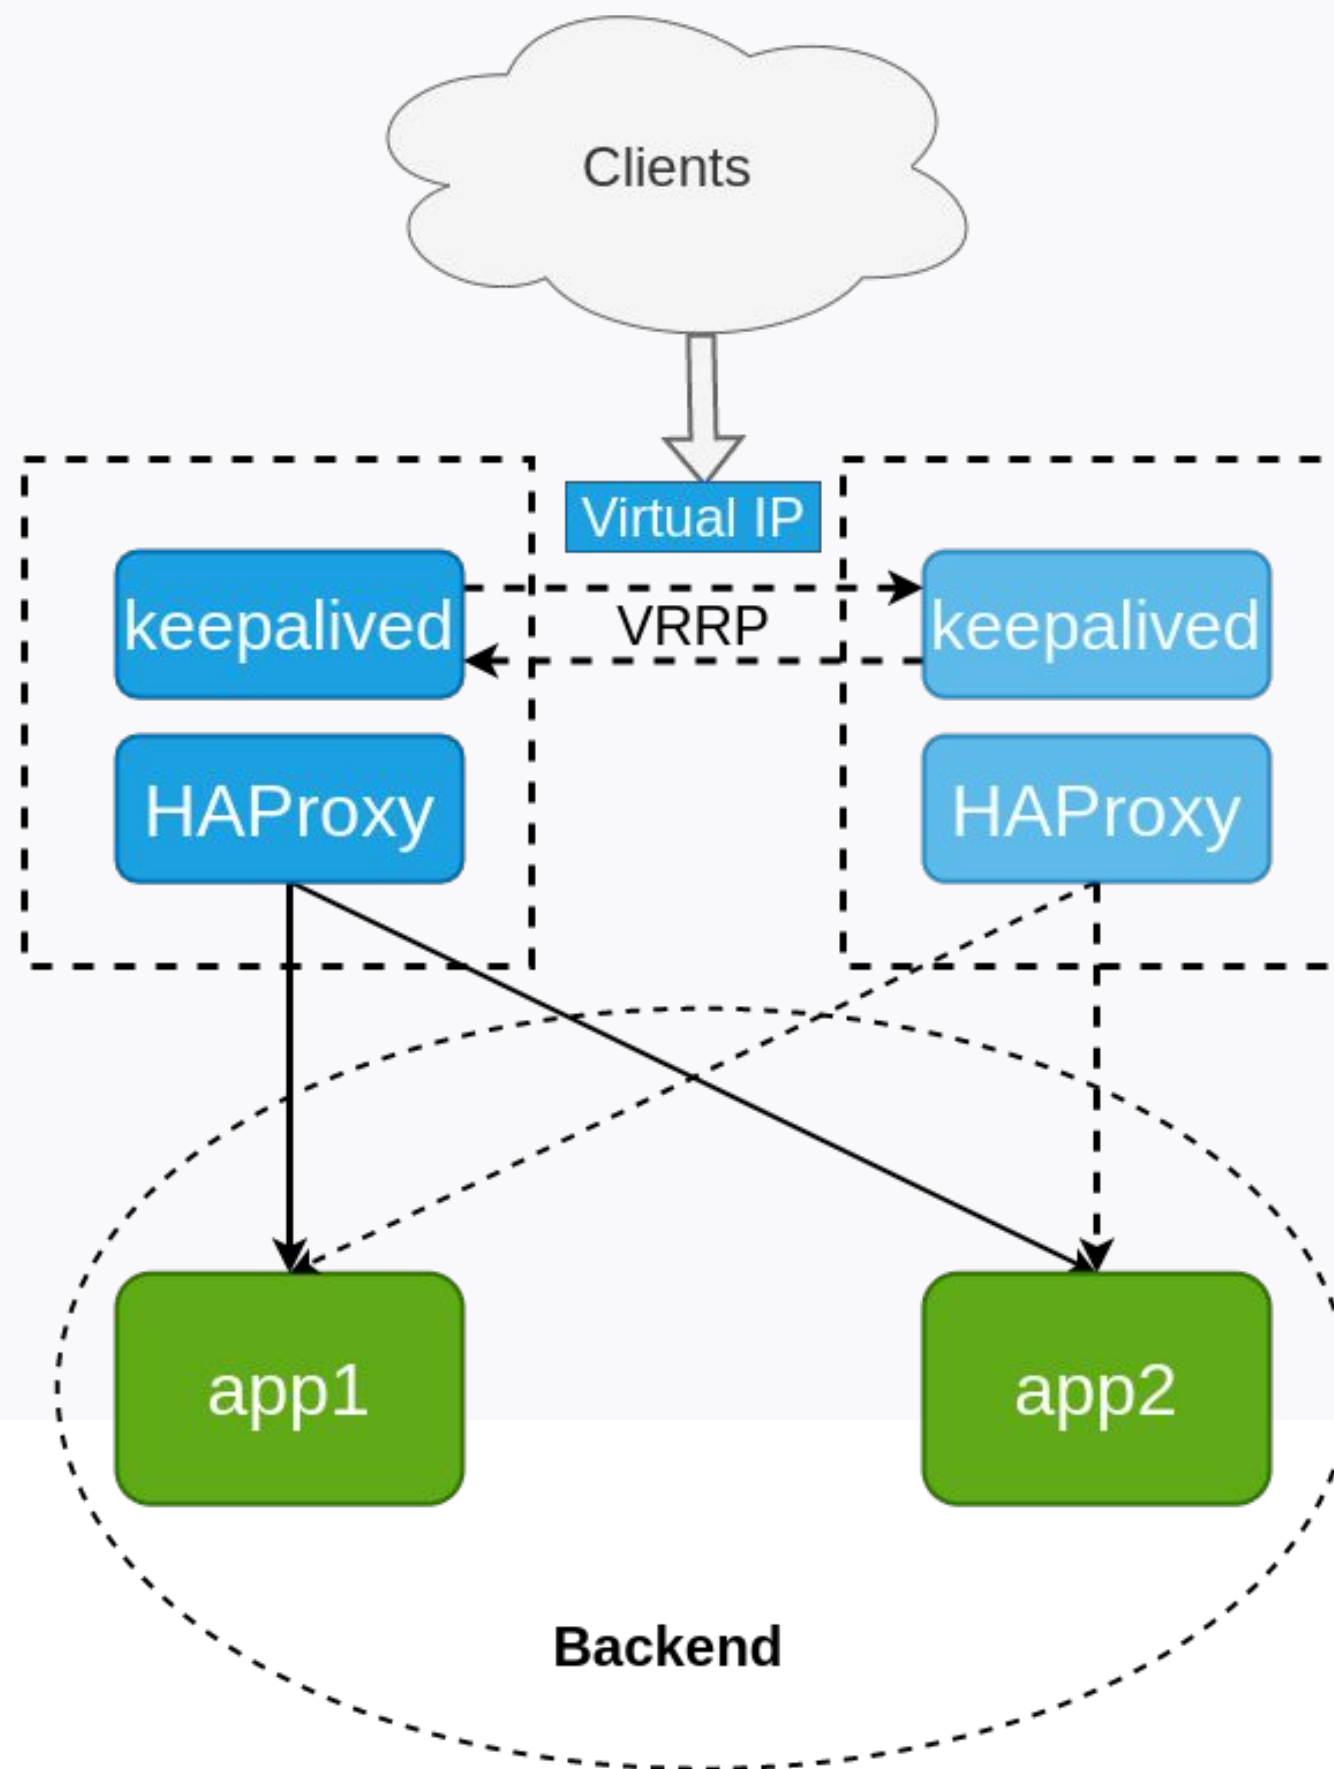 Clients
Virtual IP
keepalived
VRRP
keepalived
HAProxy
HAProxy
app1
app2
Backend